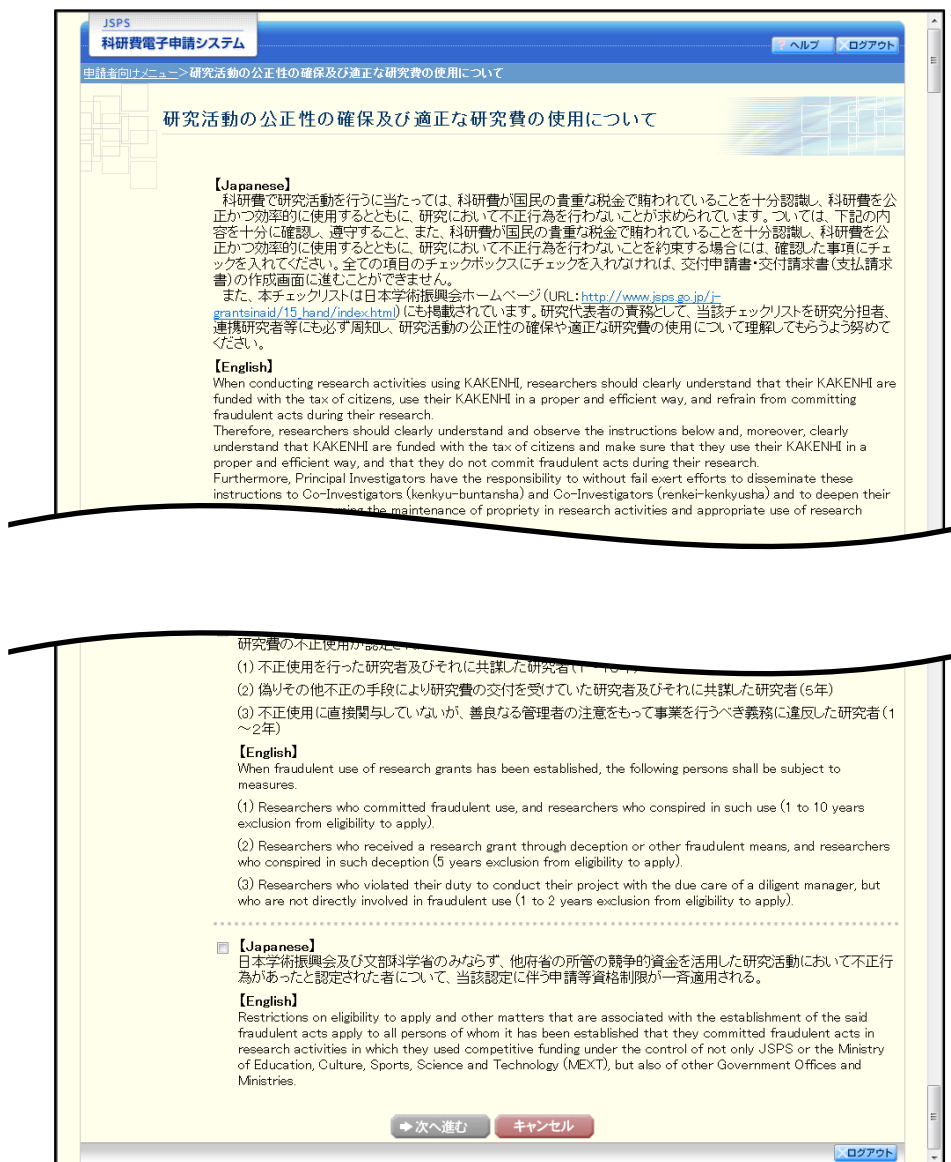 JSPS
科研費電子申請システム
? ヘルプ
ログアウト
申請者向けメニュー>研究活動の公正性の確保及び適正な研究費の使用について
研究活動の公正性の確保及び適正な研究費の使用について
【Japanese】
科研費で研究活動を行うに当たっては、科研費が国民の貴重な税金で賄われていることを十分認識し、科研費を公
正かつ効率的に使用するとともに、研究において不正行為を行わないことが求められています。ついては、下記の内
容を十分に確認し、遵守すること、また、科研費が国民の貴重な税金で賄われていることを十分認識し、科研費を公
正かつ効率的に使用するとともに、研究において不正行為を行わないことを約束する場合には、確認した事項にチェ
ックを入れてください。全ての項目のチェックボックスにチェックを入れなければ、交付申請書・交付請求書(支払請求
書)の作成画面に進むことができません。
また、本チェックリストは日本学術振興会ホームページ(URL:http://www.jsps.go.jp/j-
grantsinaid/15_hand/index.html)にも掲載されています。研究代表者の責務として、当該チェックリストを研究分担者、
連携研究者等にも必ず周知し、研究活動の公正性の確保や適正な研究費の使用について理解してもらうよう努めて
ください。
【English】
When conducting research activities using KAKENHI, researchers should clearly understand that their KAKENHI are
funded with the tax of citizens, use their KAKENHI in a proper and efficient way, and refrain from committing
fraudulent acts during their research.
Therefore, researchers should clearly understand and observe the instructions below and, moreover, clearly
understand that KAKENHI are funded with the tax of citizens and make sure that they use their KAKENHI in a
proper and efficient way, and that they do not commit fraudulent acts during their research.
Furthermore, Principal Investigators have the responsibility to without fail exert efforts to disseminate these
instructions to Co-Investigators (kenkyu-buntansha) and Co-Investigators (renkei-kenkyusha) and to deepen their
the maintenance of propriety in research activities and appropriate use of research
研究費の不正使用が認定され
(1) 不正使用を行った研究者及びそれに共謀した研究者(1
(2) 偽りその他不正の手段により研究費の交付を受けていた研究者及びそれに共謀した研究者(5年)
(3) 不正使用に直接関与していないが、善良なる管理者の注意をもって事業を行うべき義務に違反した研究者(1
~2年)
【English】
When fraudulent use of research grants has been established, the following persons shall be subject to
measures.
(1) Researchers who committed fraudulent use, and researchers who conspired in such use (1 to 10 years
exclusion from eligibility to apply).
(2) Researchers who received a research grant through deception or other fraudulent means, and researchers
who conspired in such deception (5 years exclusion from eligibility to apply).
(3) Researchers who violated their duty to conduct their project with the due care of a diligent manager, but
who are not directly involved in fraudulent use (1 to 2 years exclusion from eligibility to apply).
【Japanese】
日本学術振興会及び文部科学省のみならず、他府省の所管の競争的資金を活用した研究活動において不正行
為があったと認定された者について、当該認定に伴う申請等資格制限が一斉適用される。
【English】
Restrictions on eligibility to apply and other matters that are associated with the establishment of the said
fraudulent acts apply to all persons of whom it has been established that they committed fraudulent acts in
research activities in which they used competitive funding under the control of not only JSPS or the Ministry
of Education, Culture, Sports, Science and Technology (MEXT), but also of other Government Offices and
Ministries.
次へ進む
キャンセル
ログアウト